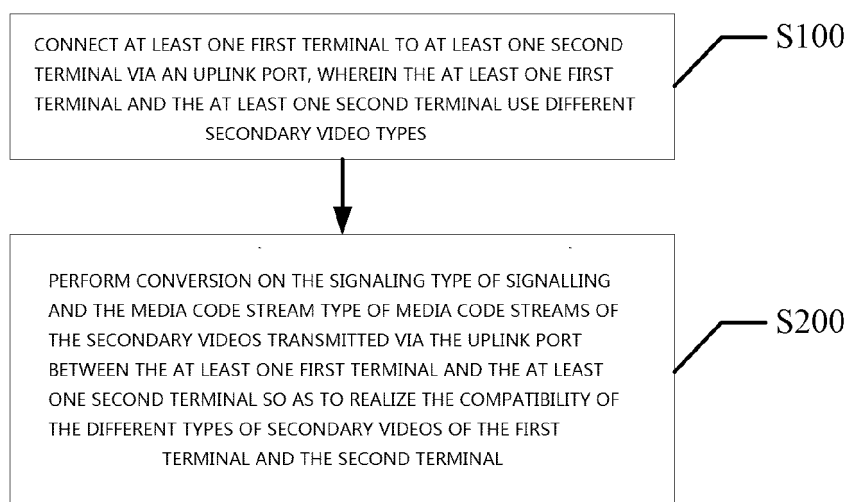 CONNECT AT LEAST ONE FIRST TERMINAL TO AT LEAST ONE SECOND
TERMINAL VIA AN UPLINK PORT, WHEREIN THE AT LEAST ONE FIRST
TERMINAL AND THE AT LEAST ONE SECOND TERMINAL USE DIFFERENT
SECONDARY VIDEO TYPES
S100
PERFORM CONVERSION ON THE SIGNALING TYPE OF SIGNALLING
AND THE MEDIA CODE STREAM TYPE OF MEDIA CODE STREAMS OF
THE SECONDARY VIDEOS TRANSMITTED VIA THE UPLINK PORT
BETWEEN THE AT LEAST ONE FIRST TERMINAL AND THE AT LEAST
ONE SECOND TERMINAL SO AS TO REALIZE THE COMPATIBILITY OF
THE DIFFERENT TYPES OF SECONDARY VIDEOS OF THE FIRST
TERMINAL AND THE SECOND TERMINAL
S200